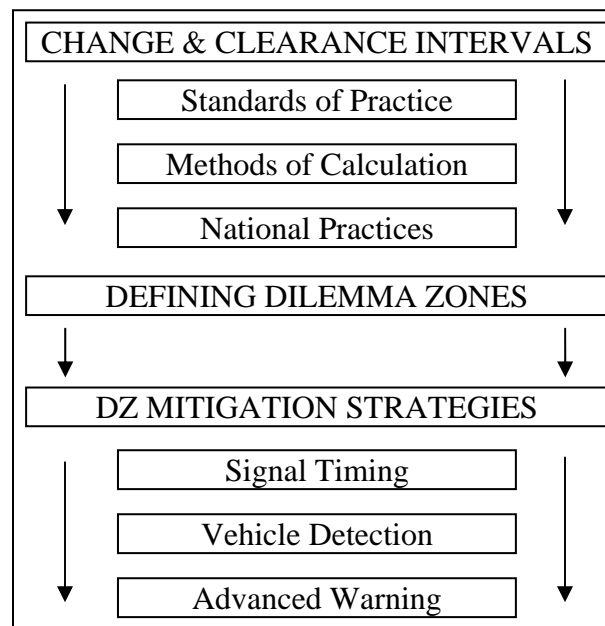 CHANGE & CLEARANCE INTERVALS
Standards of Practice
Methods of Calculation
National Practices
DEFINING DILEMMA ZONES
DZ MITIGATION STRATEGIES
Signal Timing
Vehicle Detection
Advanced Warning